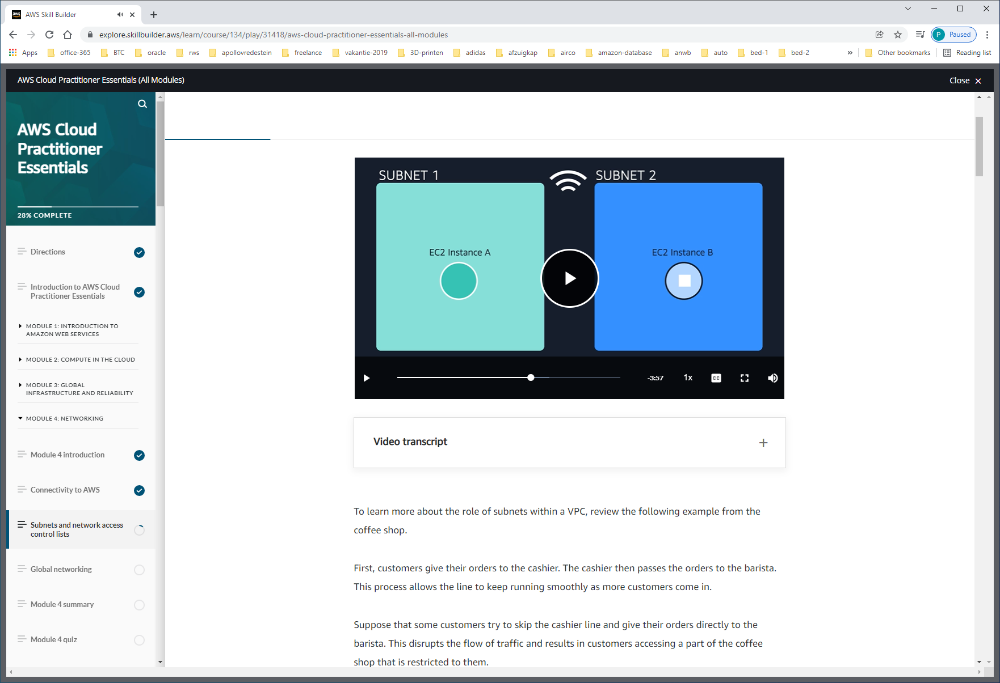 AWS Skill Builder
explore.skillbuilder.aws/learn/course/134/play/31418/aws-cloud-practitioner-essentials-all-modules
P Paused
Apps office-365 BTC oracle rws apollovredestein freelance vakantie-2019 3D-printen adidas afzuigkap airco amazon-database anwb auto bed-1 bed-2 » Other bookmarks Reading list
AWS Cloud Practitioner Essentials (All Modules)
Close
AWS Cloud
Practitioner
Essentials
28% COMPLETE
Directions
Introduction to AWS Cloud
Practitioner Essentials
MODULE 1: INTRODUCTION TO
AMAZON WEB SERVICES
MODULE 2: COMPUTE IN THE CLOUD
MODULE 3: GLOBAL
INFRASTRUCTURE AND RELIABILITY
MODULE 4: NETWORKING
Module 4 introduction
Connectivity to AWS
Subnets and network access
control lists
Global networking
Module 4 summary
Module 4 quiz
SUBNET 1
SUBNET 2
EC2 Instance A
EC2 Instance B
-3:57 1x CC
Video transcript
To learn more about the role of subnets within a VPC, review the following example from the
coffee shop.
First, customers give their orders to the cashier. The cashier then passes the orders to the barista.
This process allows the line to keep running smoothly as more customers come in.
Suppose that some customers try to skip the cashier line and give their orders directly to the
barista. This disrupts the flow of traffic and results in customers accessing a part of the coffee
shop that is restricted to them.